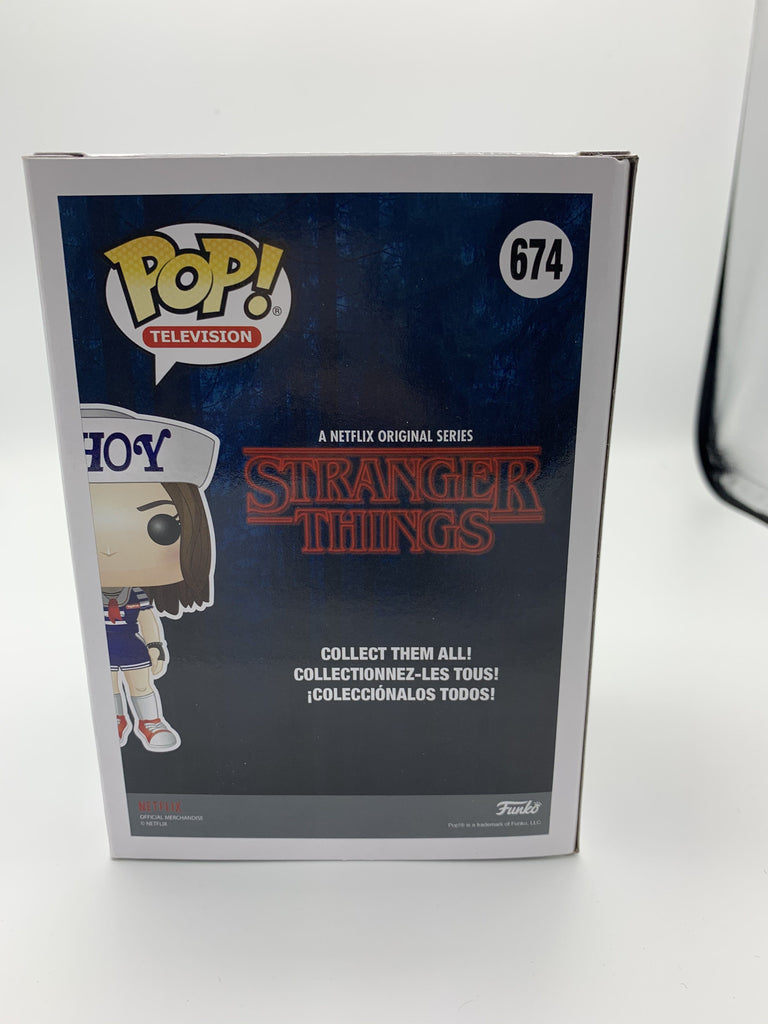 POP!®
TELEVISION
674
HOY
A NETFLIX ORIGINAL SERIES
STRANGER
THINGS
COLLECT THEM ALL!
COLLECTIONNEZ-LES TOUS!
¡COLECCIÓNALOS TODOS!
NETFLIX
OFFICIAL MERCHANDISE
© NETFLIX
Funko
Pop!® is a trademark of Funko, LLC